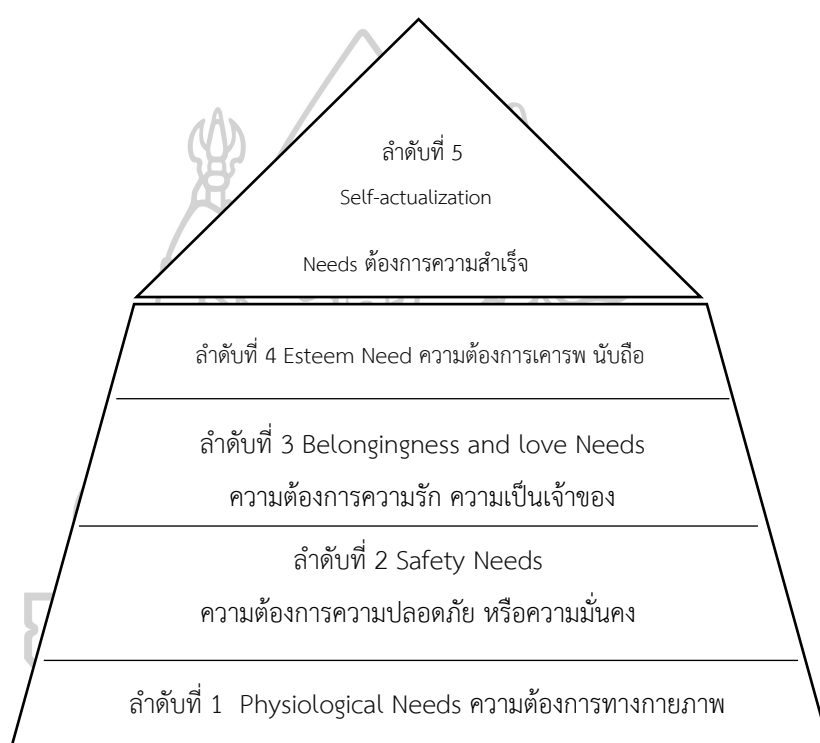 ลำดับที่ 5
Self-actualization
Needs ต้องการความสำเร็จ
ลำดับที่ 4 Esteem Need ความต้องการเคารพ นับถือ
ลำดับที่ 3 Belongingness and love Needs
ความต้องการความรัก ความเป็นเจ้าของ
ลำดับที่ 2 Safety Needs
ความต้องการความปลอดภัย หรือความมั่นคง
ลำดับที่ 1 Physiological Needs ความต้องการทางกายภาพ